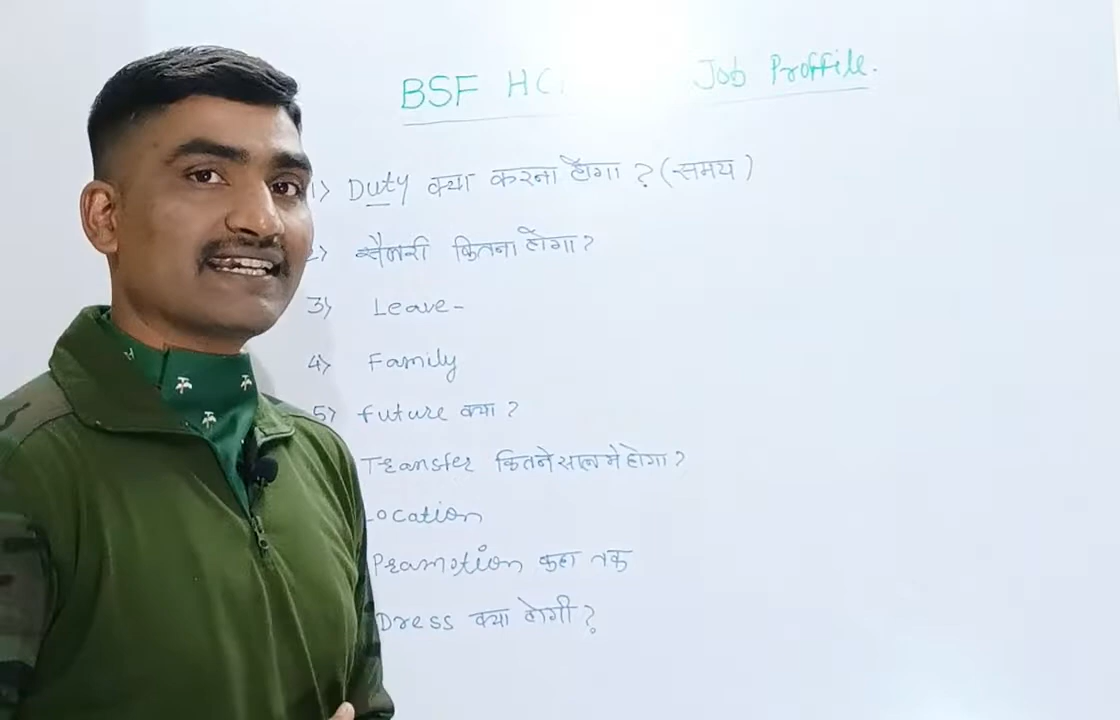 BSF HC Job Proffile.
1) Duty क्या करना होगा ? (समय)
2) सैलरी कितना होगा ?
3) Leave -
4) Family
5) future क्या ?
Transfer कितने साल मे होगा ?
Location
Pramotion कहा तक
Dress क्या होगी ?